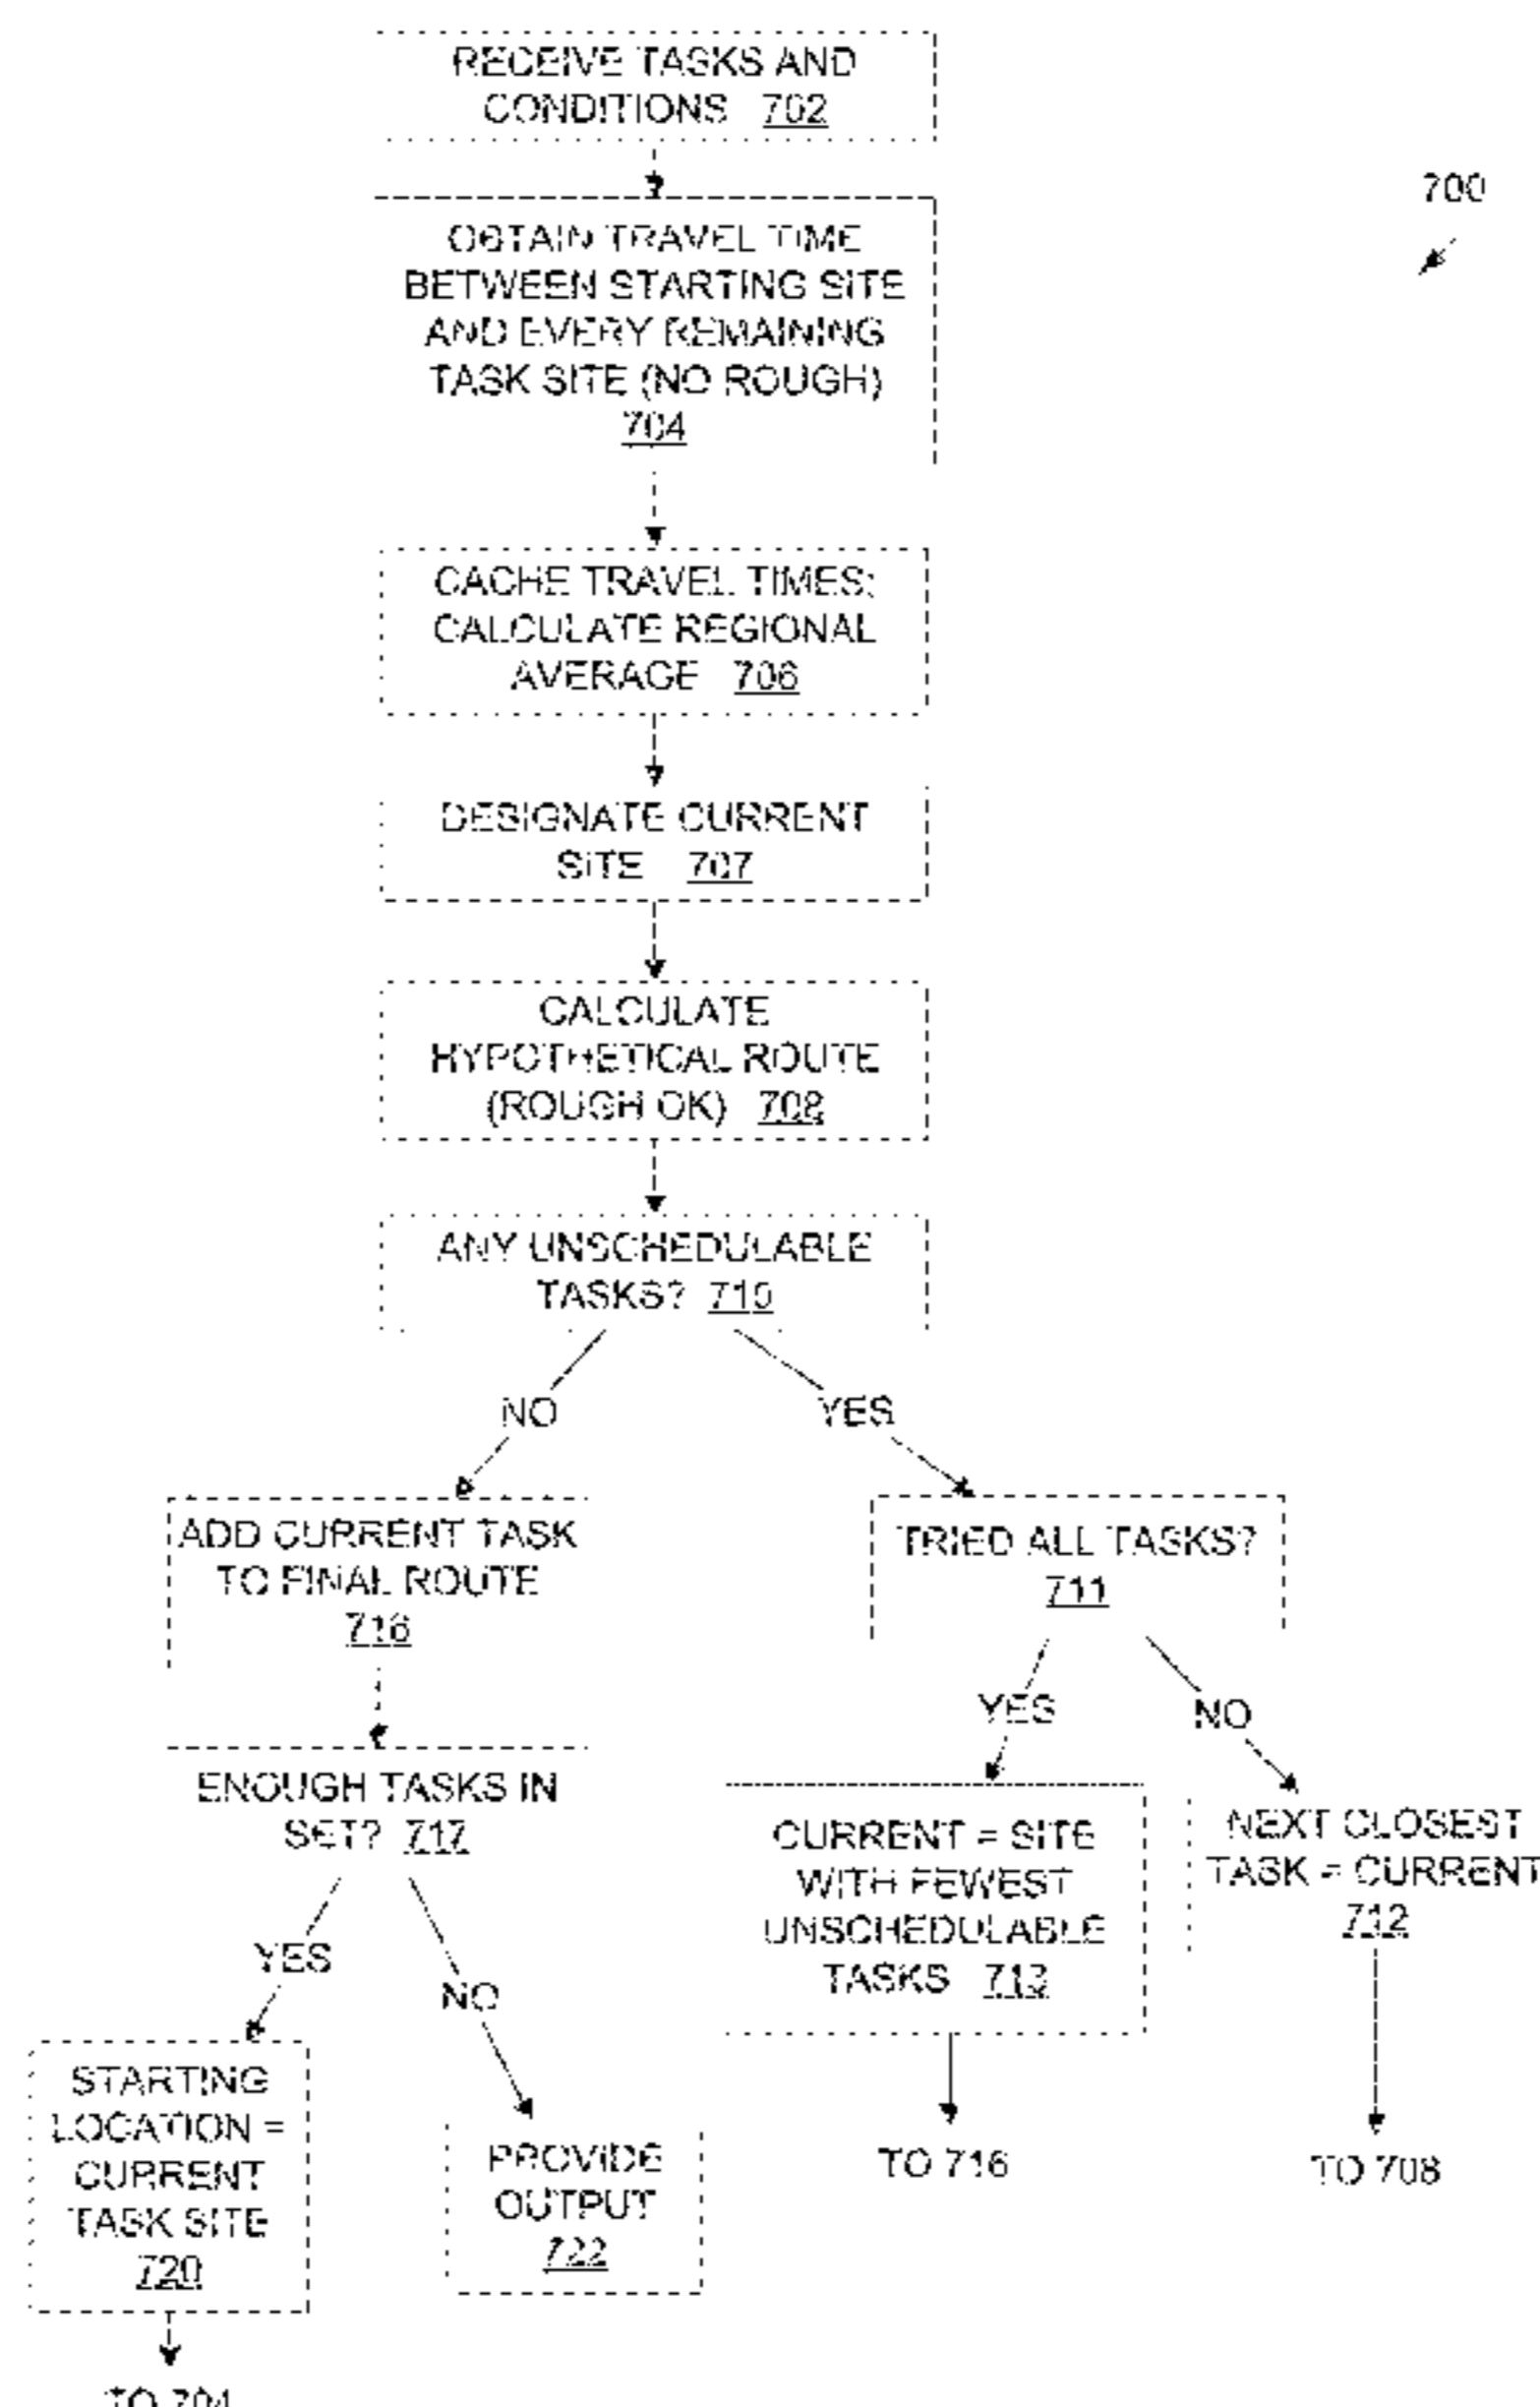 RECEIVE TASKS AND
CONDITIONS 702
700
OBTAIN TRAVEL TIME
BETWEEN STARTING SITE
AND EVERY REMAINING
TASK SITE (NO ROUGH)
704
CACHE TRAVEL TIMES;
CALCULATE REGIONAL
AVERAGE 706
DESIGNATE CURRENT
SITE 707
CALCULATE
HYPOTHETICAL ROUTE
(ROUGH OK) 708
ANY UNSCHEDULABLE
TASKS? 710
NO
YES
ADD CURRENT TASK
TO FINAL ROUTE
716
TRIED ALL TASKS?
711
YES
NO
ENOUGH TASKS IN
SET? 717
CURRENT = SITE
WITH FEWEST
UNSCHEDULABLE
TASKS 713
NEXT CLOSEST
TASK = CURRENT
712
YES
NO
STARTING
LOCATION =
CURRENT
TASK SITE
720
PROVIDE
OUTPUT
722
TO 716
TO 708
TO 704